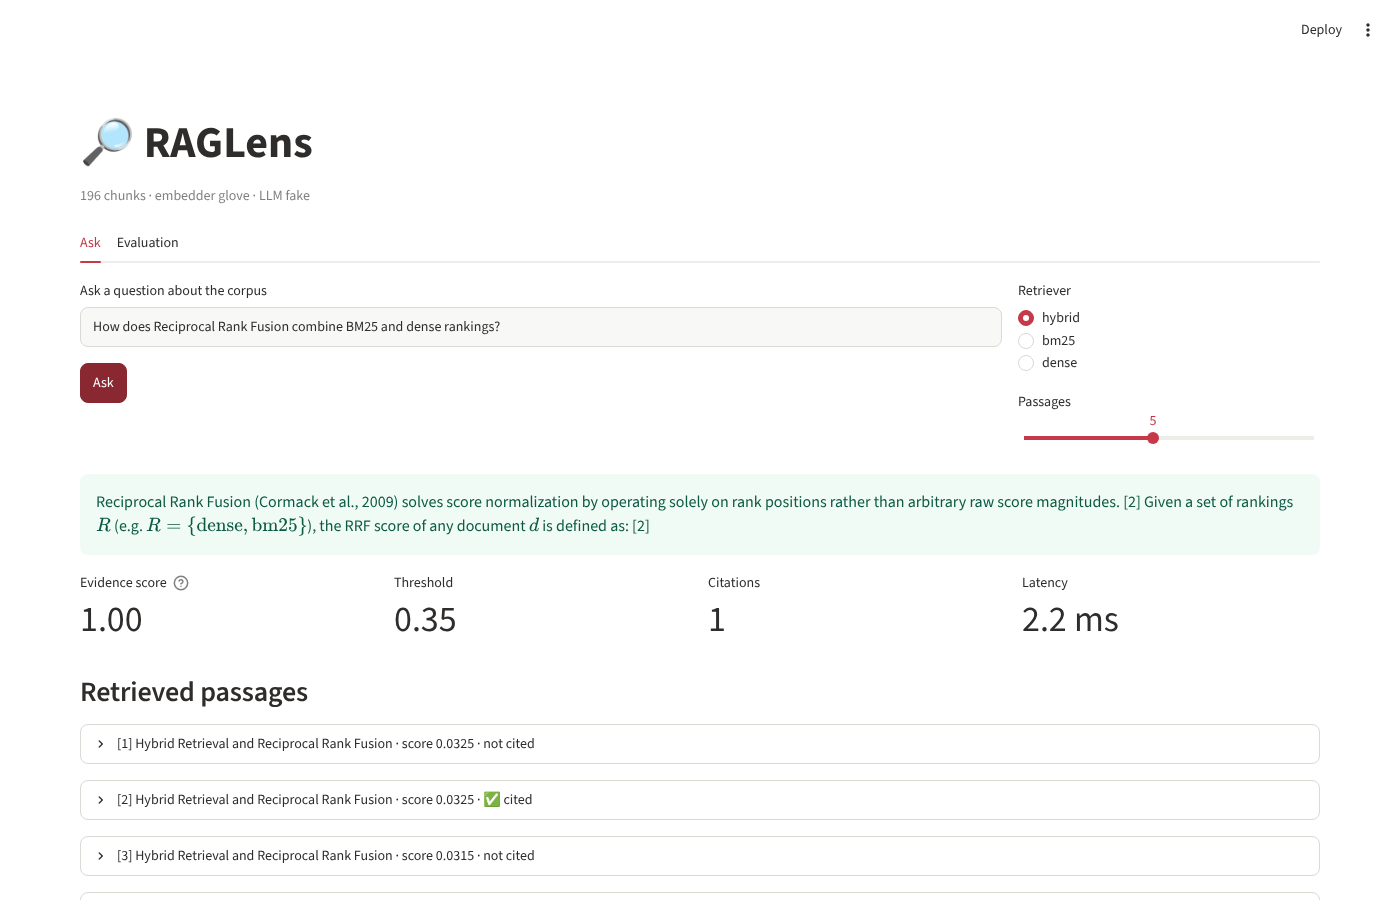 Deploy
🔎 RAGLens
196 chunks · embedder glove · LLM fake
Ask Evaluation
Ask a question about the corpus
How does Reciprocal Rank Fusion combine BM25 and dense rankings?
Ask
Retriever
hybrid
bm25
dense
Passages
5
Reciprocal Rank Fusion (Cormack et al., 2009) solves score normalization by operating solely on rank positions rather than arbitrary raw score magnitudes. [2] Given a set of rankings
R (e.g. R = {dense, bm25}), the RRF score of any document d is defined as: [2]
Evidence score Threshold Citations Latency
1.00 0.35 1 2.2 ms
Retrieved passages
[1] Hybrid Retrieval and Reciprocal Rank Fusion · score 0.0325 · not cited
[2] Hybrid Retrieval and Reciprocal Rank Fusion · score 0.0325 · ✅ cited
[3] Hybrid Retrieval and Reciprocal Rank Fusion · score 0.0315 · not cited